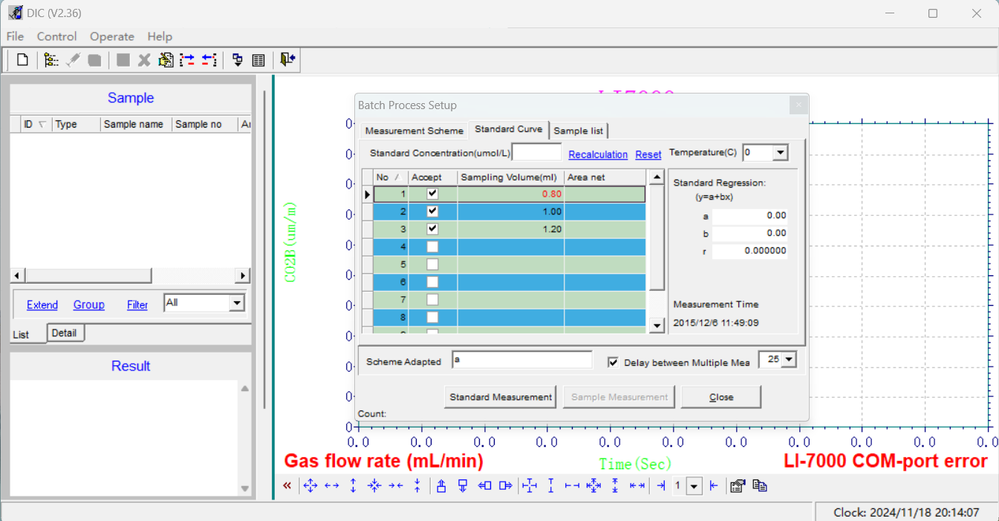 DIC (V2.36)
File Control Operate Help
Sample
ID Type Sample name Sample no
Extend Group Filter All
List Detail
Result
LI7000
CO2B(um/m)
0 0 0 0 0 0 0 0 0 0 0
Batch Process Setup
Measurement Scheme Standard Curve Sample list
Standard Concentration(umol/L) Recalculation Reset Temperature(C) 0
No Accept Sampling Volume(ml) Area net
1 0.80
2 1.00
3 1.20
4
5
6
7
8
Standard Regression:
(y=a+bx)
a 0.00
b 0.00
r 0.000000
Measurement Time
2015/12/6 11:49:09
Scheme Adapted a Delay between Multiple Mea 25
Standard Measurement Sample Measurement Close
Count:
0.0 0.0 0.0 0.0 0.0 0.0 0.0 0.0 0.0 0.0 0.0
Gas flow rate (mL/min) Time(Sec) LI-7000 COM-port error
1
Clock: 2024/11/18 20:14:07